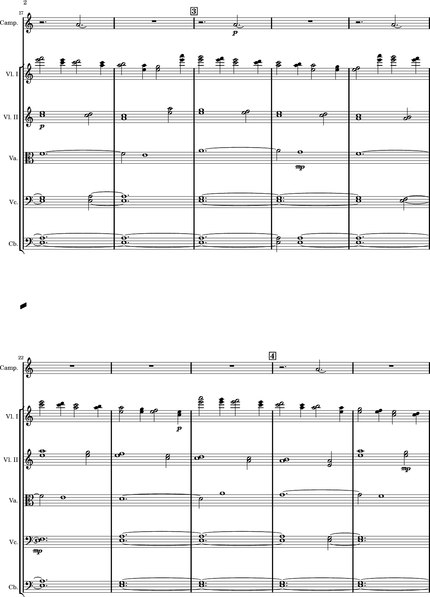 2
17
3
Camp.
p
Vl. I
Vl. II
p
Va.
mp
Vc.
Cb.
22
4
Camp.
Vl. I
p
Vl. II
mp
Va.
Vc.
mp
Cb.